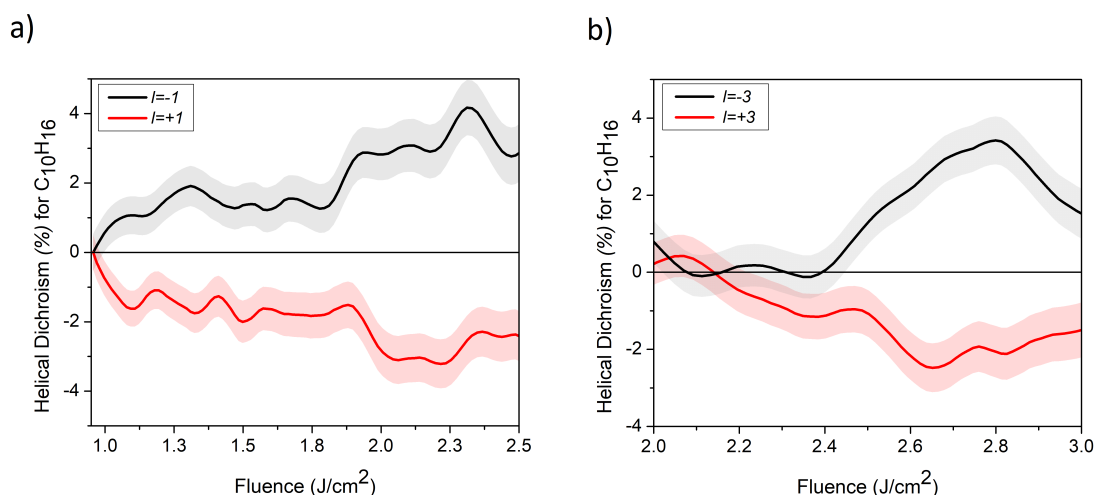 a)
l=-1
l=+1
Helical Dichroism (%) for C10H16
4
2
0
-2
-4
1.0
1.3
1.5
1.8
2.0
2.3
2.5
Fluence (J/cm2)
b)
l=-3
l=+3
Helical Dichroism (%) for C10H16
4
2
0
-2
-4
2.0
2.2
2.4
2.6
2.8
3.0
Fluence (J/cm2)